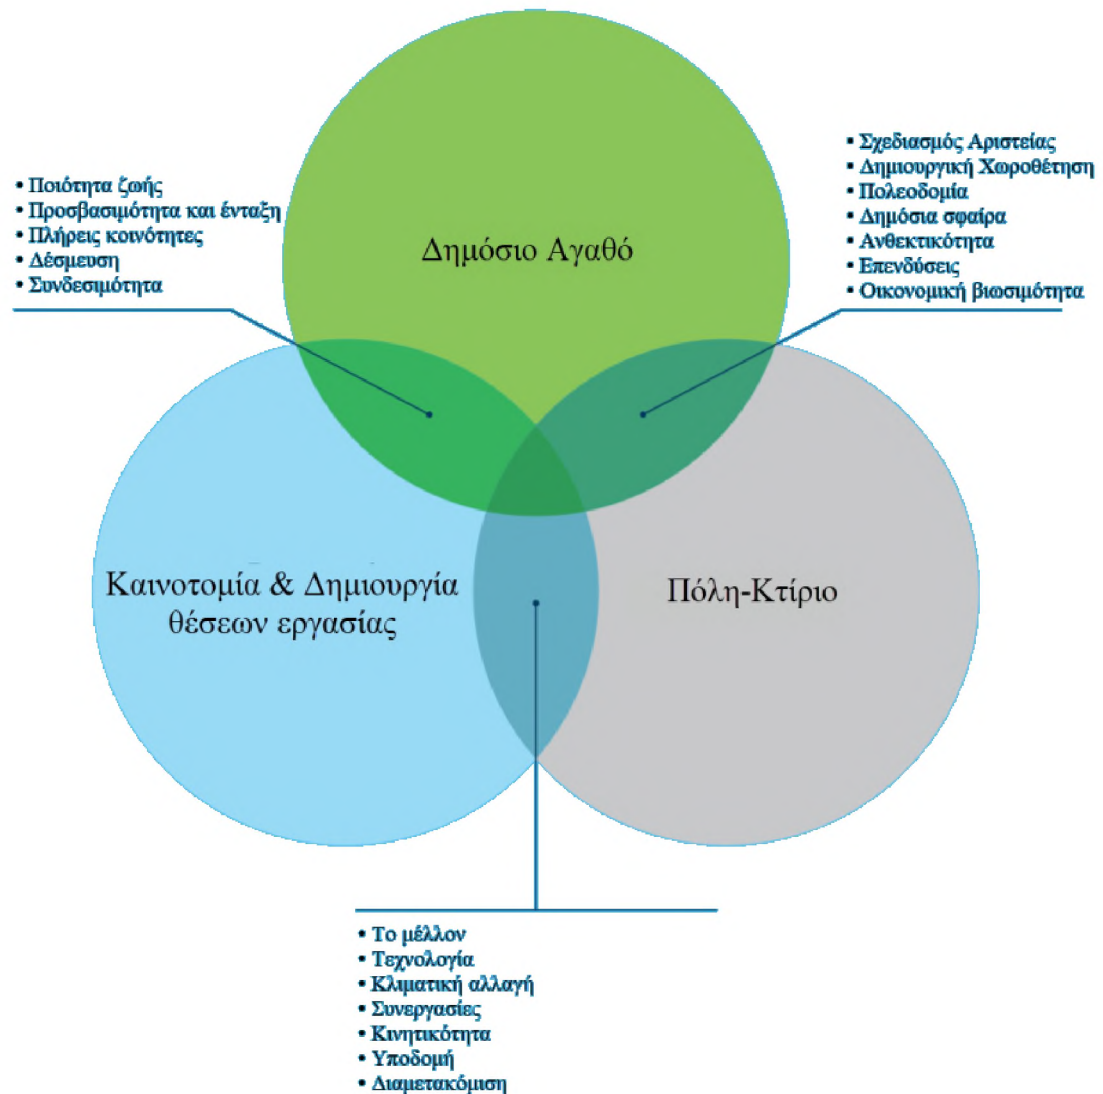 • Ποιότητα ζωής
• Προσβασιμότητα και ένταξη
• Πλήρεις κοινότητες
• Δέσμευση
• Συνδεσιμότητα
• Σχεδιασμός Αριστείας
• Δημιουργική Χωροθέτηση
• Πολεοδομία
• Δημόσια σφαίρα
• Ανθεκτικότητα
• Επενδύσεις
• Οικονομική βιωσιμότητα
Δημόσιο Αγαθό
Καινοτομία & Δημιουργία
θέσεων εργασίας
Πόλη-Κτίριο
• Το μέλλον
• Τεχνολογία
• Κλιματική αλλαγή
• Συνεργασίες
• Κινητικότητα
• Υποδομή
• Διαμετακόμιση